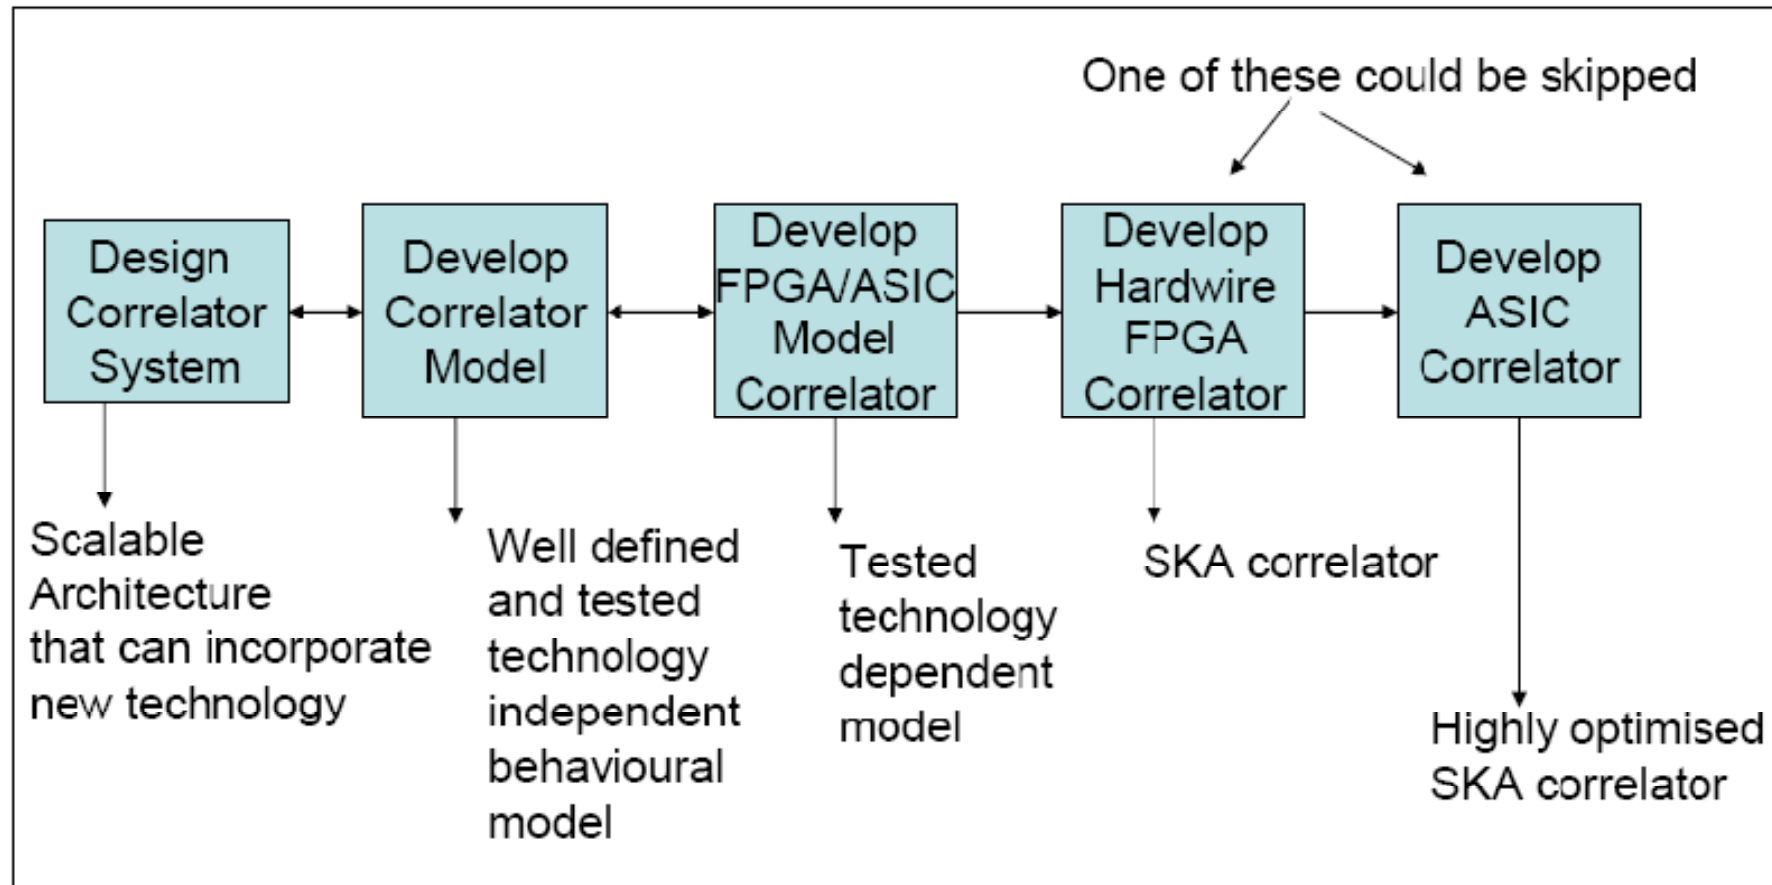 One of these could be skipped
Design
Correlator
System
Develop
Correlator
Model
Develop
FPGA/ASIC
Model
Correlator
Develop
Hardwire
FPGA
Correlator
Develop
ASIC
Correlator
Scalable
Architecture
that can incorporate
new technology
Well defined
and tested
technology
independent
behavioural
model
Tested
technology
dependent
model
SKA correlator
Highly optimised
SKA correlator